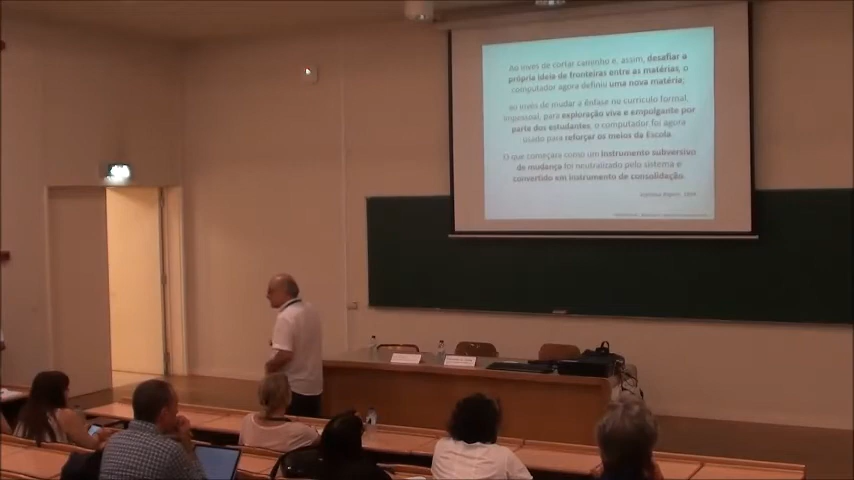 Ao invés de cortar caminho e, assim, desafiar a
própria ideia de fronteiras entre as matérias, o
computador agora definiu uma nova matéria;
ao invés de mudar a ênfase no currículo formal,
impessoal, para exploração viva e empolgante por
parte dos estudantes, o computador foi agora
usado para reforçar os meios da Escola.
O que começara como um instrumento subversivo
de mudança foi neutralizado pelo sistema e
convertido em instrumento de consolidação.